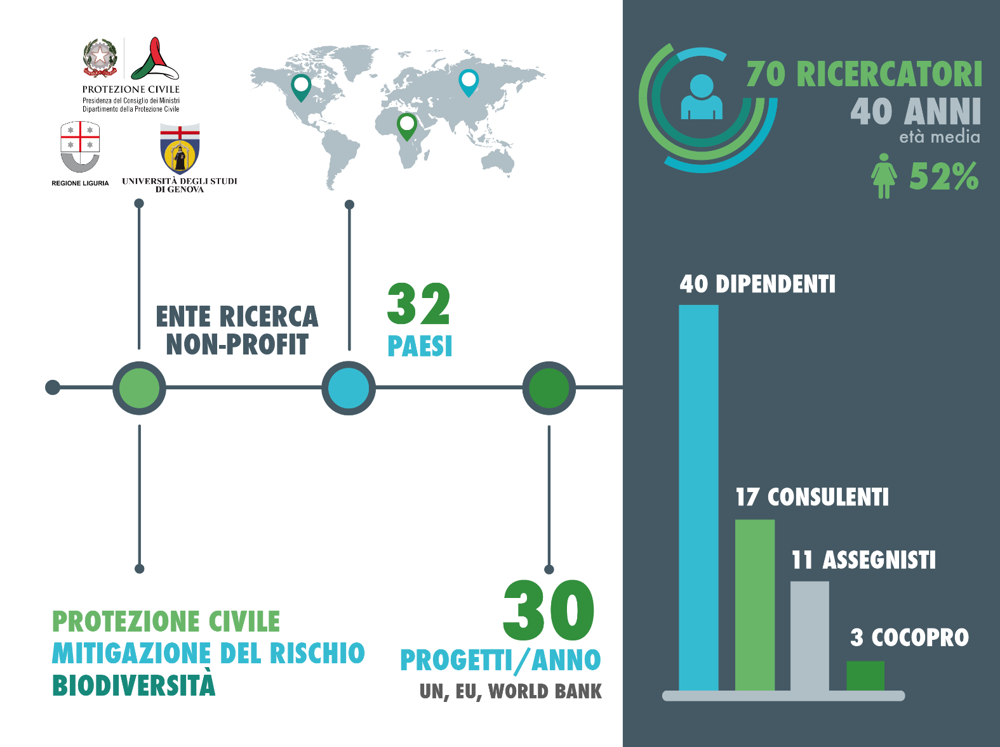 PROTEZIONE CIVILE
Presidenza del Consiglio dei Ministri
Dipartimento della Protezione Civile
REGIONE LIGURIA
UNIVERSITÀ DEGLI STUDI
DI GENOVA
ENTE RICERCA
NON-PROFIT
32
PAESI
PROTEZIONE CIVILE
MITIGAZIONE DEL RISCHIO
BIODIVERSITÀ
30
PROGETTI/ANNO
UN, EU, WORLD BANK
70 RICERCATORI
40 ANNI
età media
52%
40 DIPENDENTI
17 CONSULENTI
11 ASSEGNISTI
3 COCOPRO